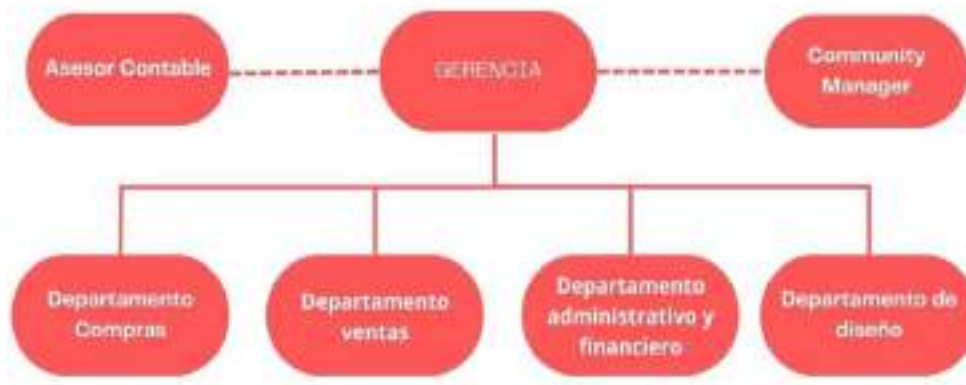 Asesor Contable
GERENCIA
Community
Manager
Departamento
Compras
Departamento
ventas
Departamento
administrativo y
financiero
Departamento de
diseño